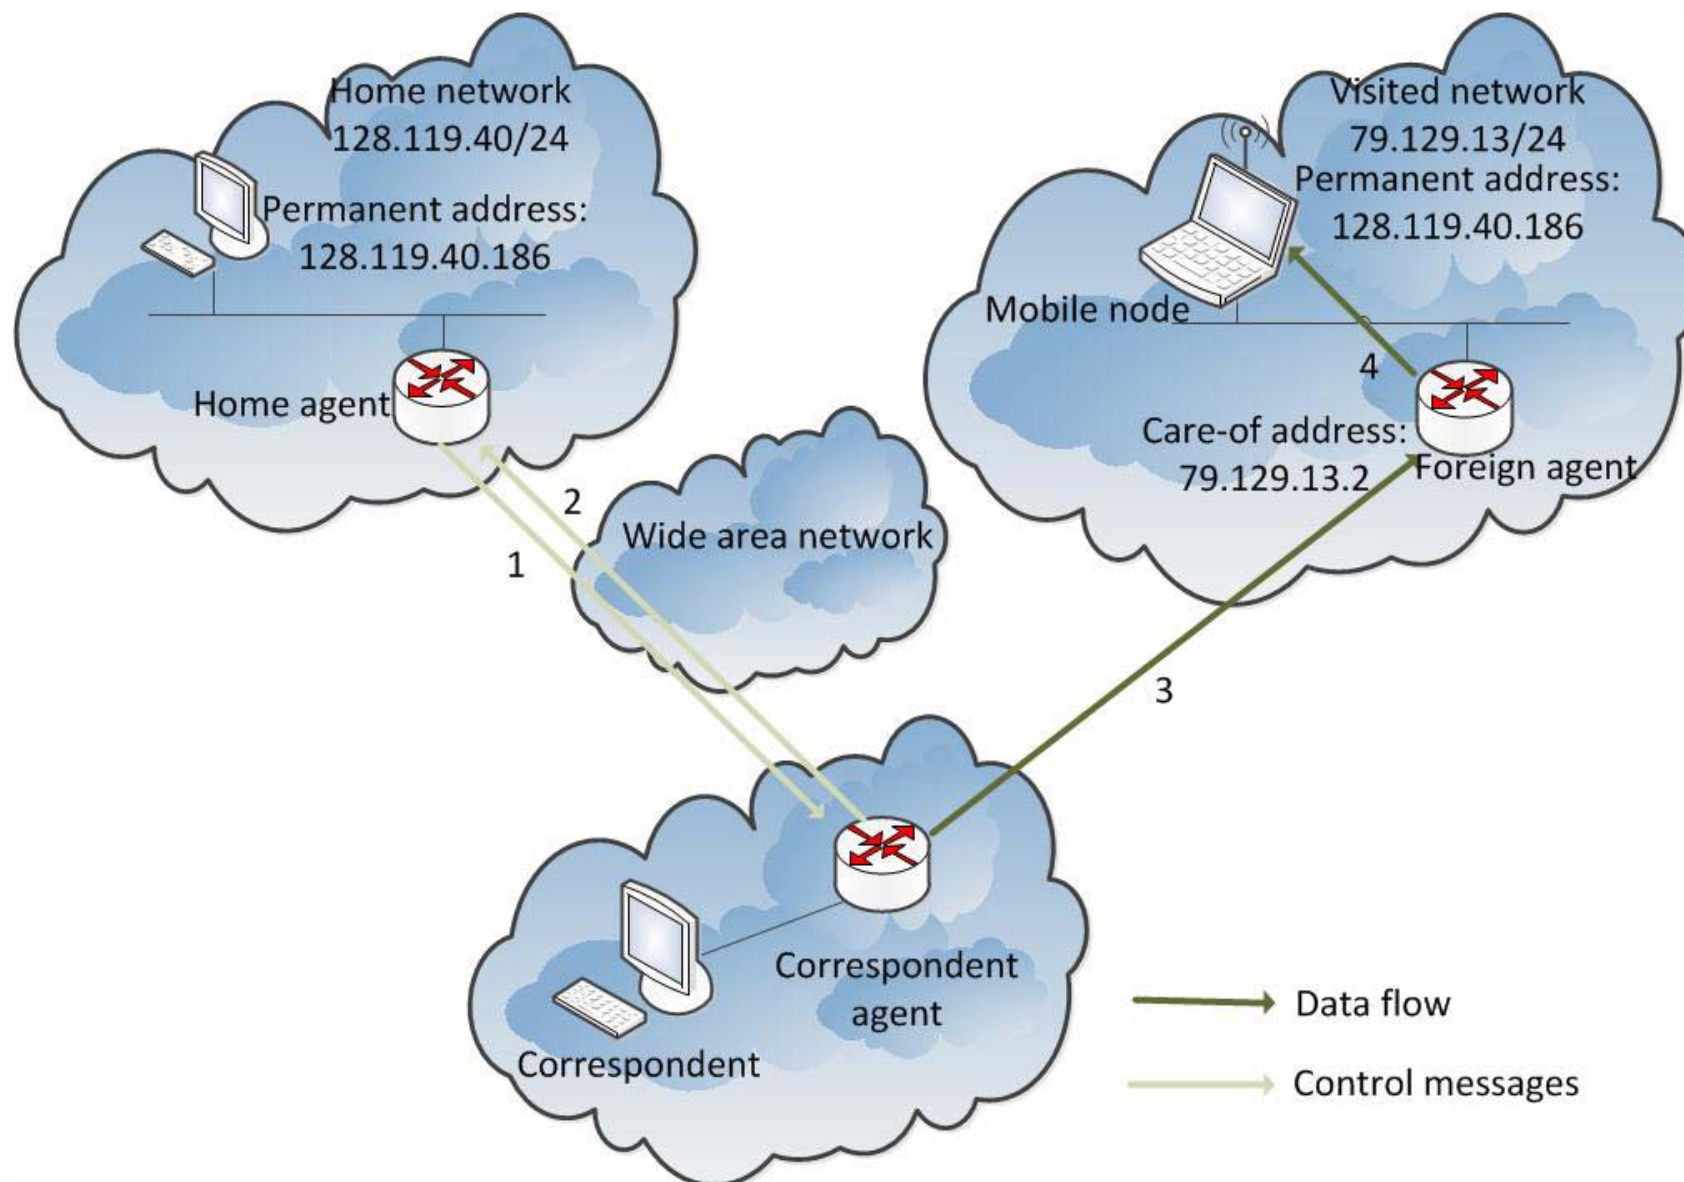 Home network
128.119.40/24
Permanent address:
128.119.40.186
Home agent
Visited network
79.129.13/24
Permanent address:
128.119.40.186
Mobile node
4
Care-of address:
79.129.13.2
Foreign agent
2
1
Wide area network
3
Correspondent
agent
Correspondent
Data flow
Control messages